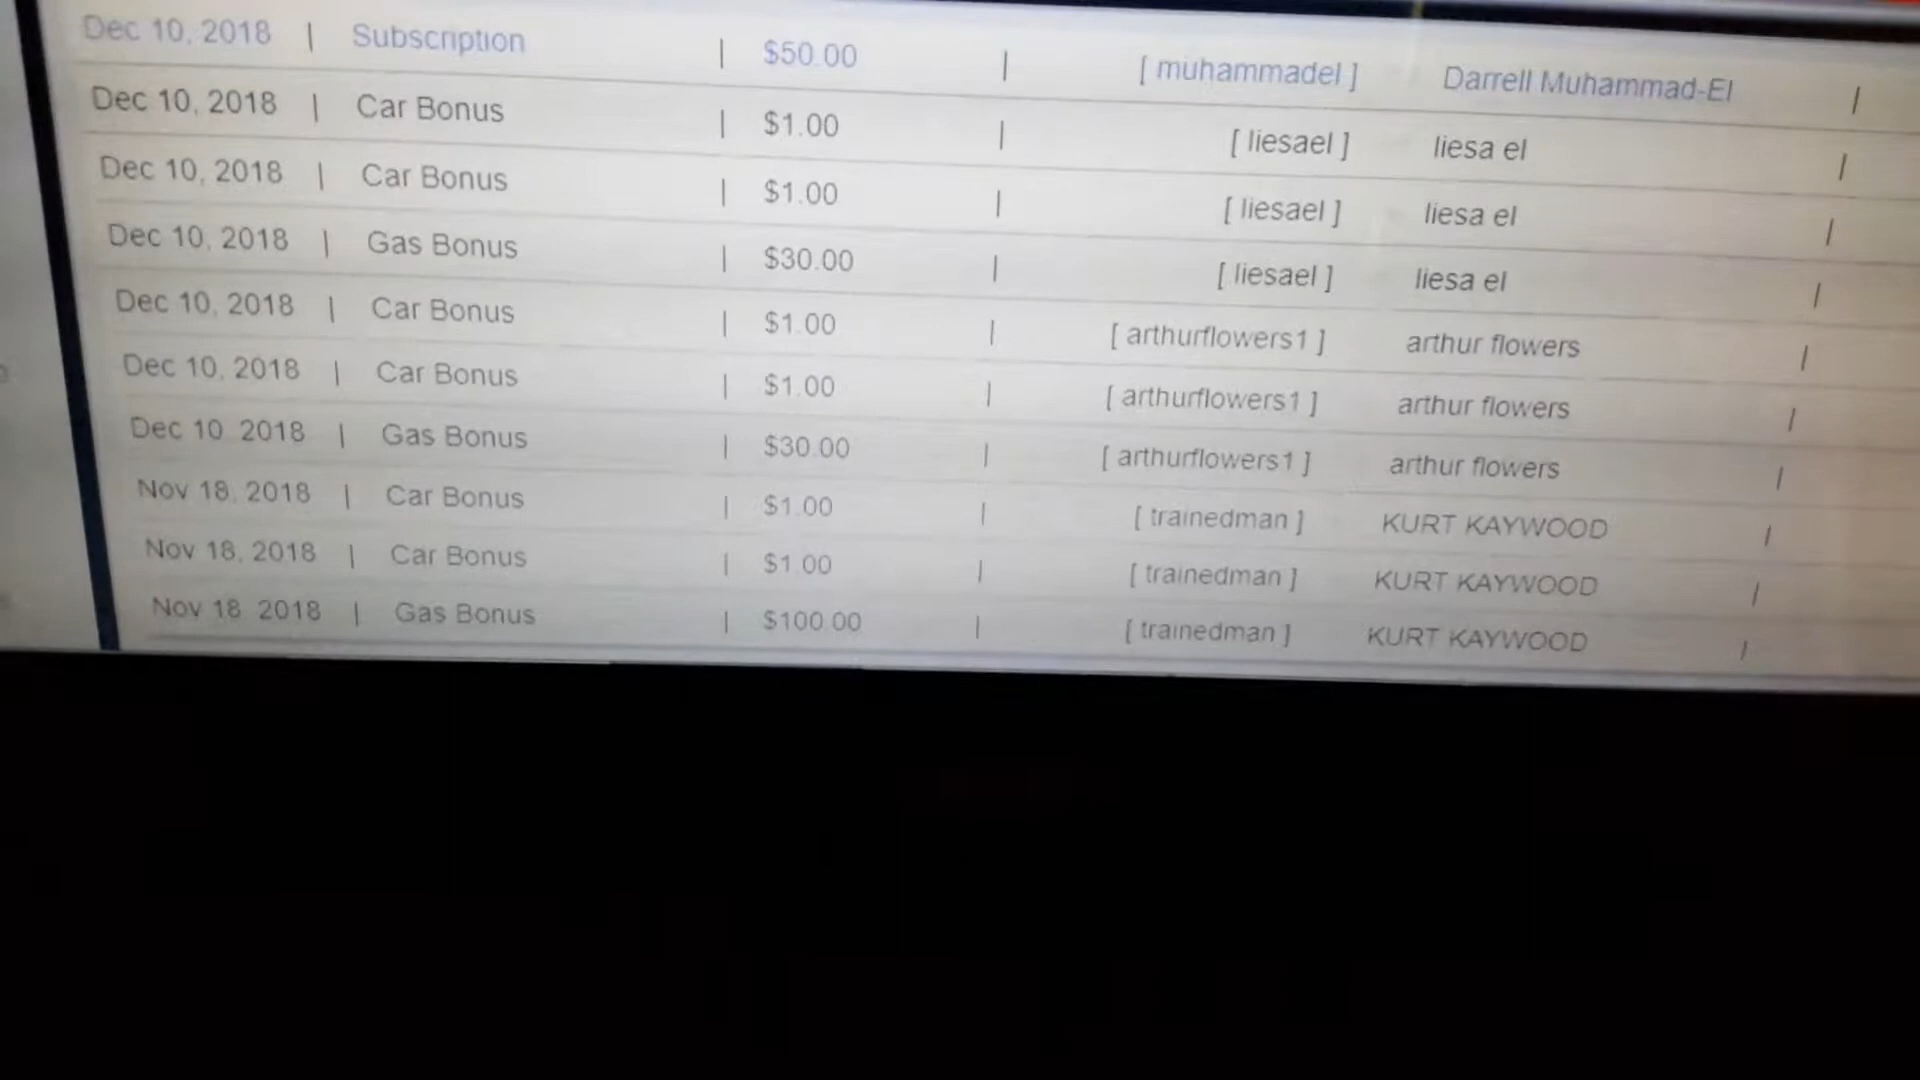 Dec 10, 2018 | Subscription | $50.00 | [ muhammadel ] Darrell Muhammad-El |
Dec 10, 2018 | Car Bonus | $1.00 | [ liesael ] liesa el |
Dec 10, 2018 | Car Bonus | $1.00 | [ liesael ] liesa el |
Dec 10, 2018 | Gas Bonus | $30.00 | [ liesael ] liesa el |
Dec 10, 2018 | Car Bonus | $1.00 | [ arthurflowers1 ] arthur flowers |
Dec 10, 2018 | Car Bonus | $1.00 | [ arthurflowers1 ] arthur flowers |
Dec 10, 2018 | Gas Bonus | $30.00 | [ arthurflowers1 ] arthur flowers |
Nov 18, 2018 | Car Bonus | $1.00 | [ trainedman ] KURT KAYWOOD |
Nov 18, 2018 | Car Bonus | $1.00 | [ trainedman ] KURT KAYWOOD |
Nov 18, 2018 | Gas Bonus | $100.00 | [ trainedman ] KURT KAYWOOD |